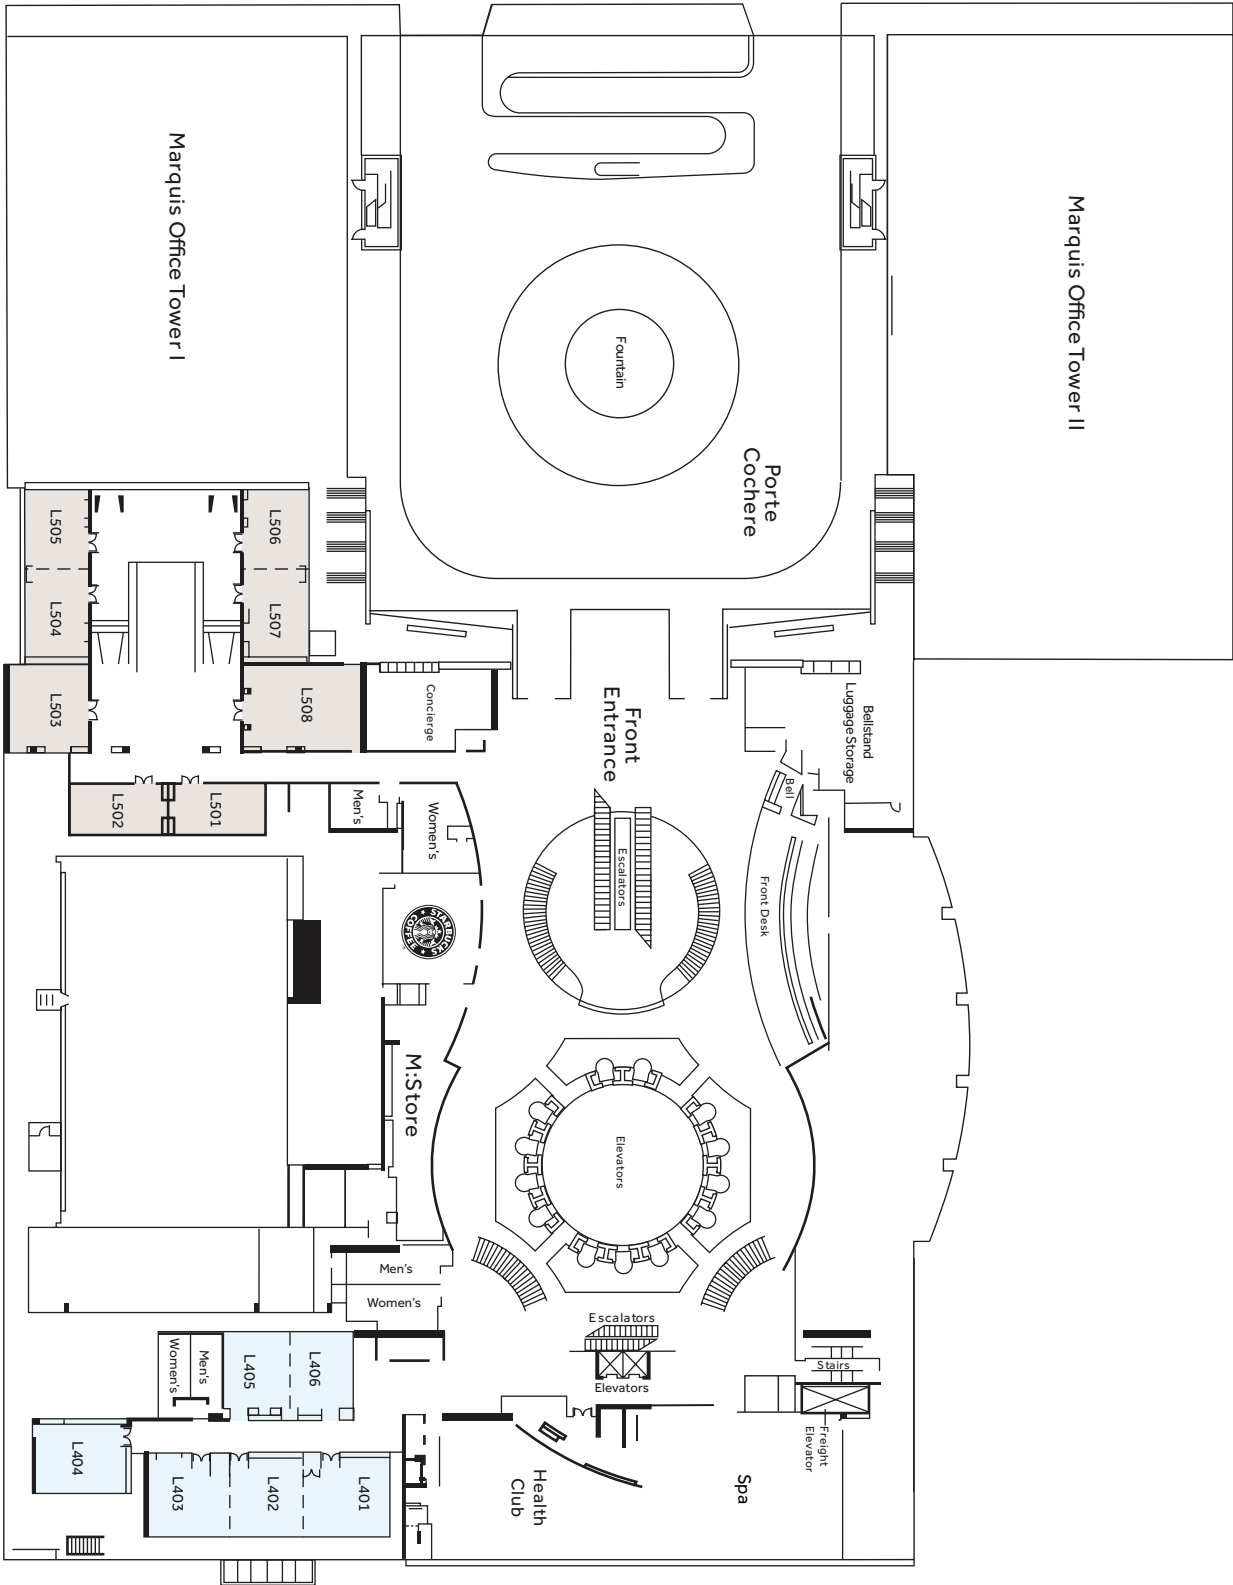 Marquis Office Tower I
Marquis Office Tower II
Fountain
Porte
Cochere
L505
L506
L504
L507
L503
L508
Concierge
Front
Entrance
Bellstand
Luggage Storage
Bell
L502
L501
Men's
Women's
Escalators
Front Desk
STARBUCKS
COFFEE
M:Store
Elevators
Men's
Women's
Escalators
Elevators
Stairs
Freight
Elevator
Women's
Men's
L405
L406
L404
L403
L402
L401
Health
Club
Spa